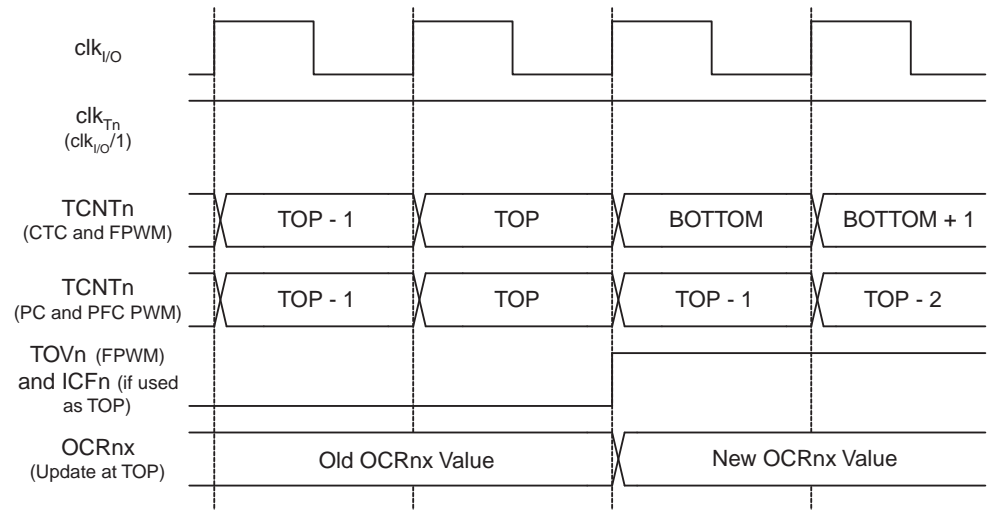 clkI/O
clkTn
(clkI/O/1)
TCNTn
(CTC and FPWM)
TOP - 1
TOP
BOTTOM
BOTTOM + 1
TCNTn
(PC and PFC PWM)
TOP - 1
TOP
TOP - 1
TOP - 2
TOVn (FPWM)
and ICFn (if used
as TOP)
OCRnx
(Update at TOP)
Old OCRnx Value
New OCRnx Value